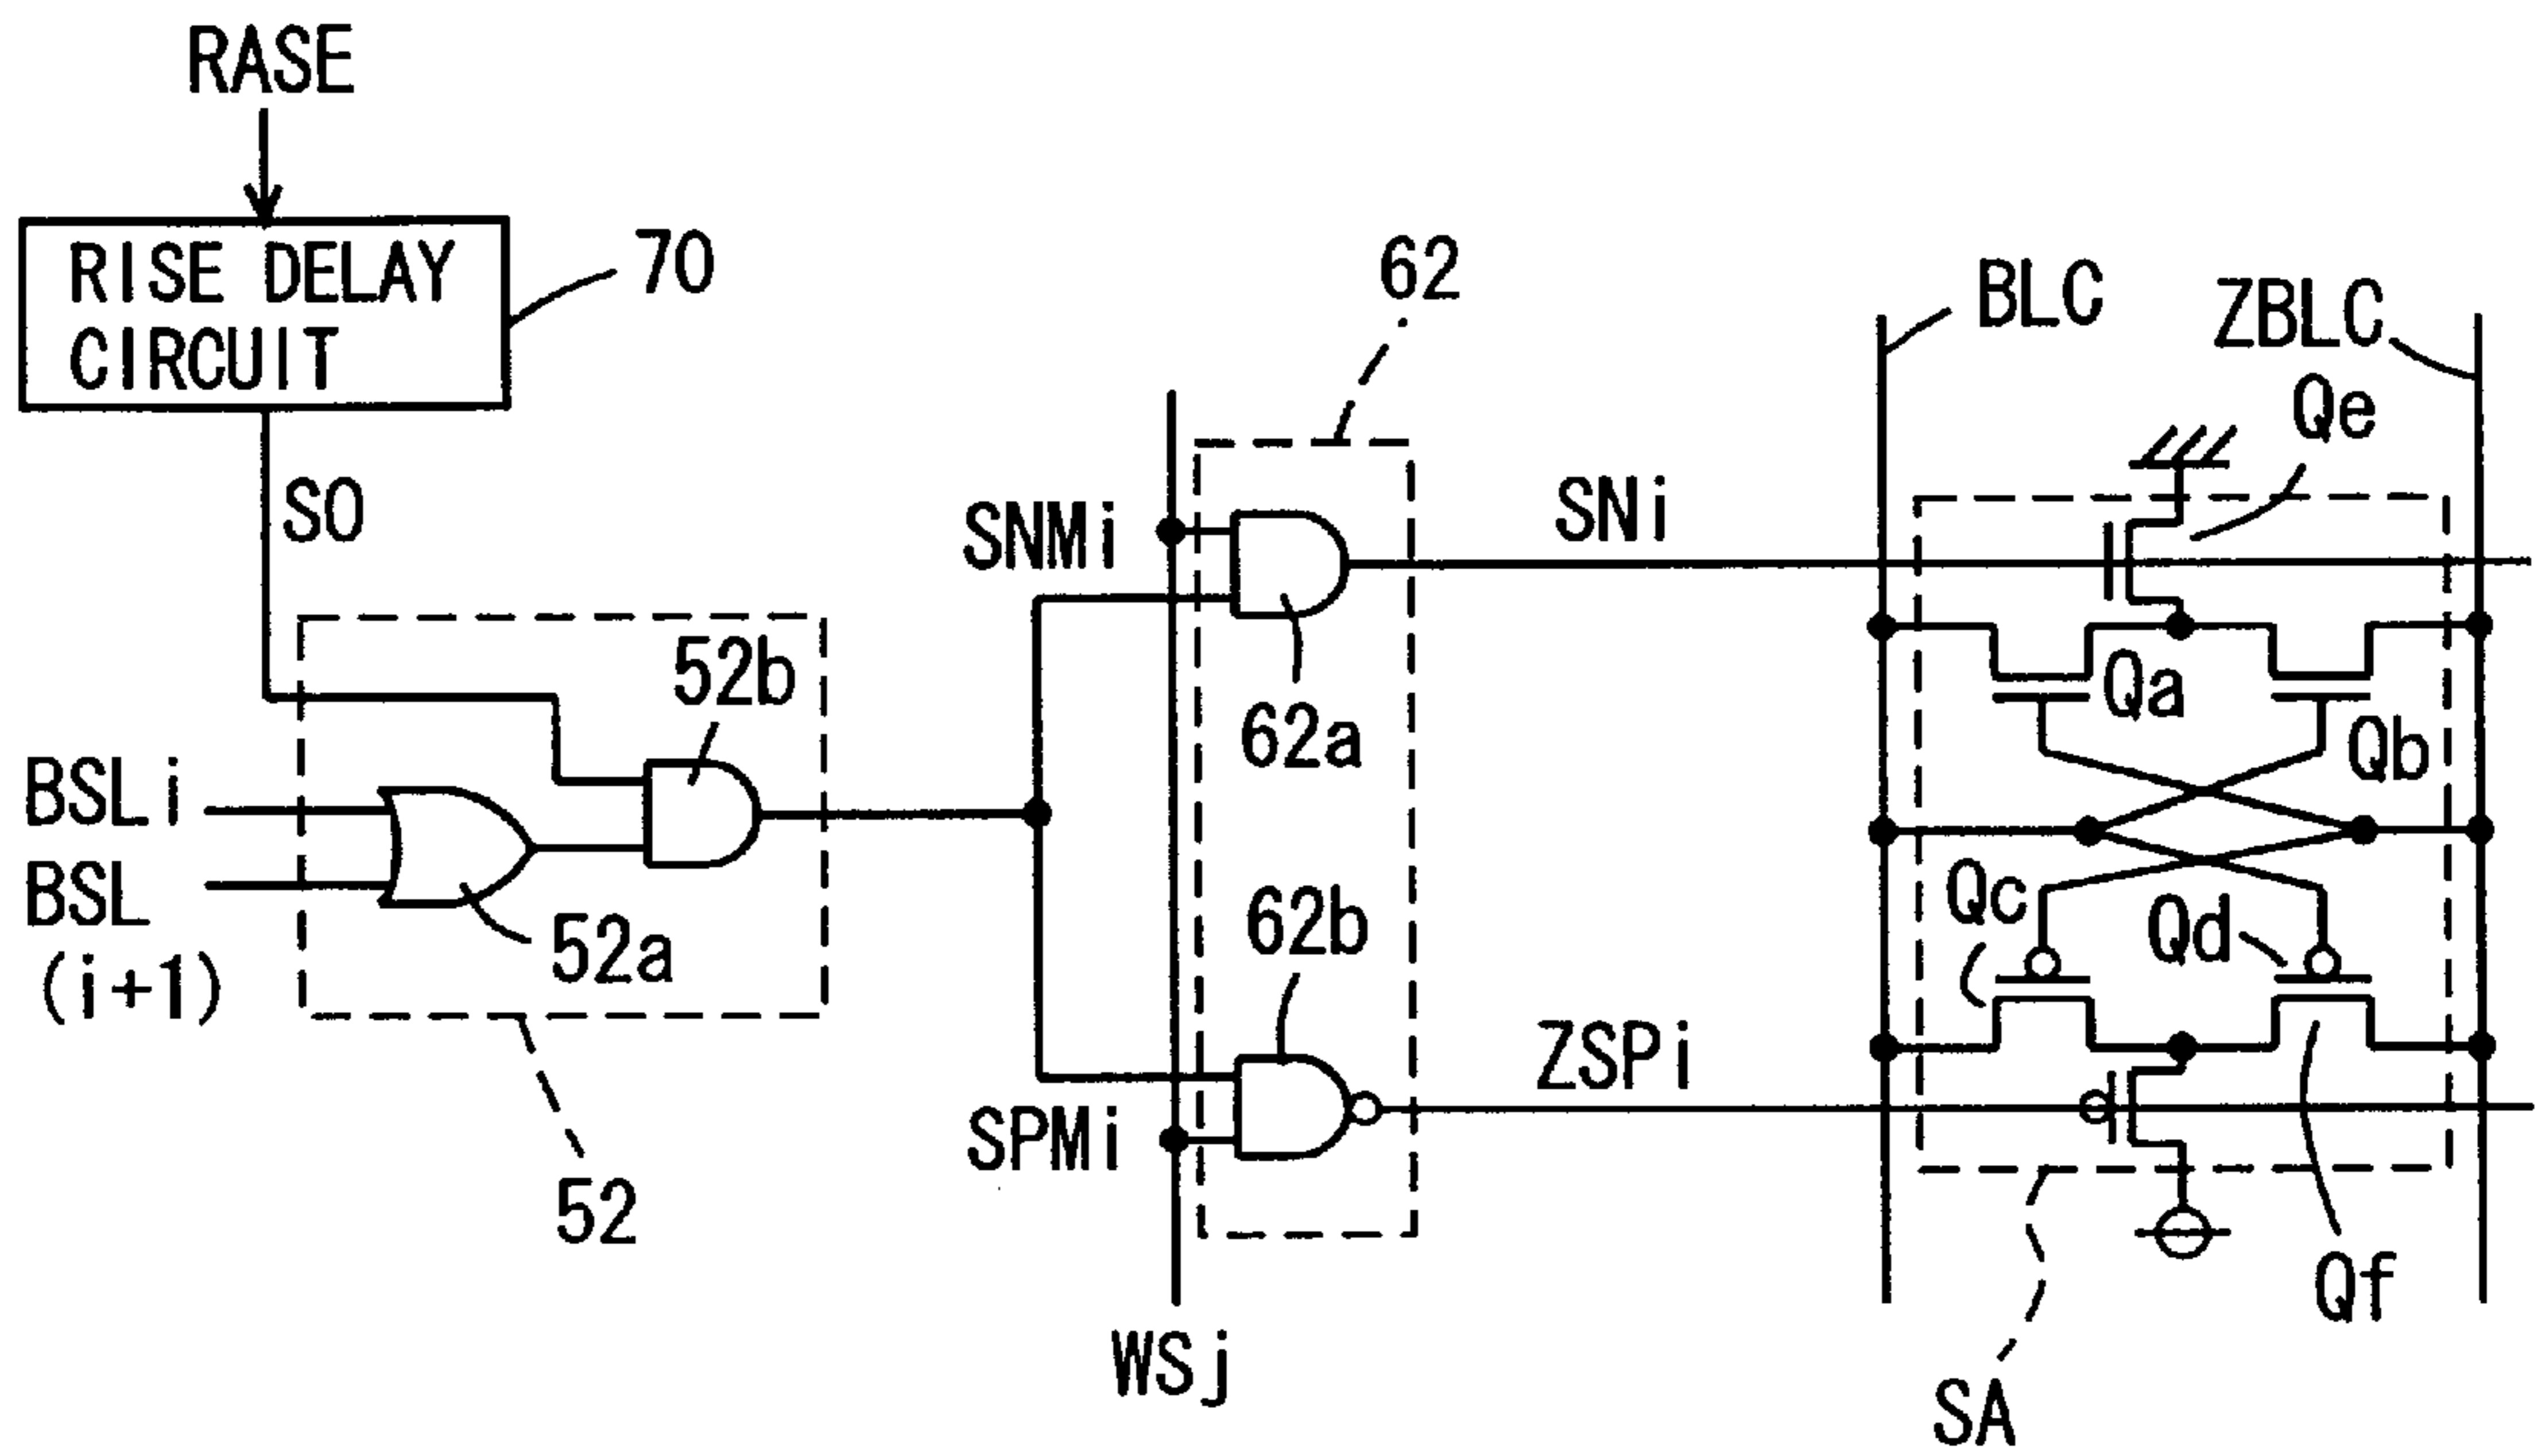 RASE
RISE DELAY
CIRCUIT
70
SO
62
BLC
ZBLC
Qe
SNMi
SNi
52b
62a
Qa
Qb
BSLi
BSL
(i+1)
52a
62b
Qc
Qd
ZSPi
SPMi
52
WSj
Qf
SA